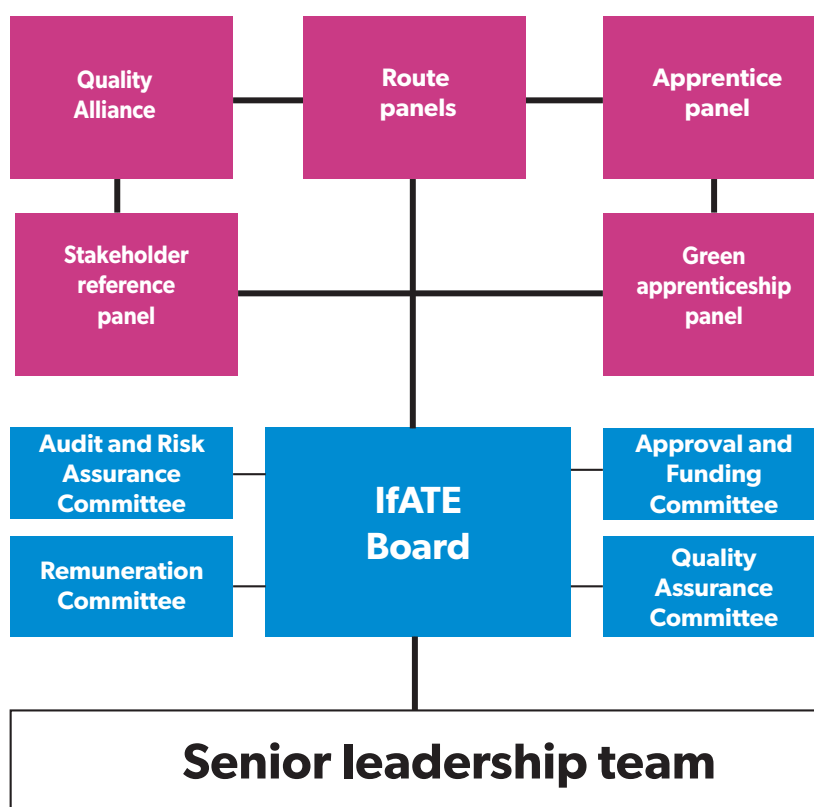 Quality
Alliance
Route
panels
Apprentice
panel
Stakeholder
reference
panel
Green
apprenticeship
panel
Audit and Risk
Assurance
Committee
IfATE
Board
Approval and
Funding
Committee
Remuneration
Committee
Quality
Assurance
Committee
Senior leadership team